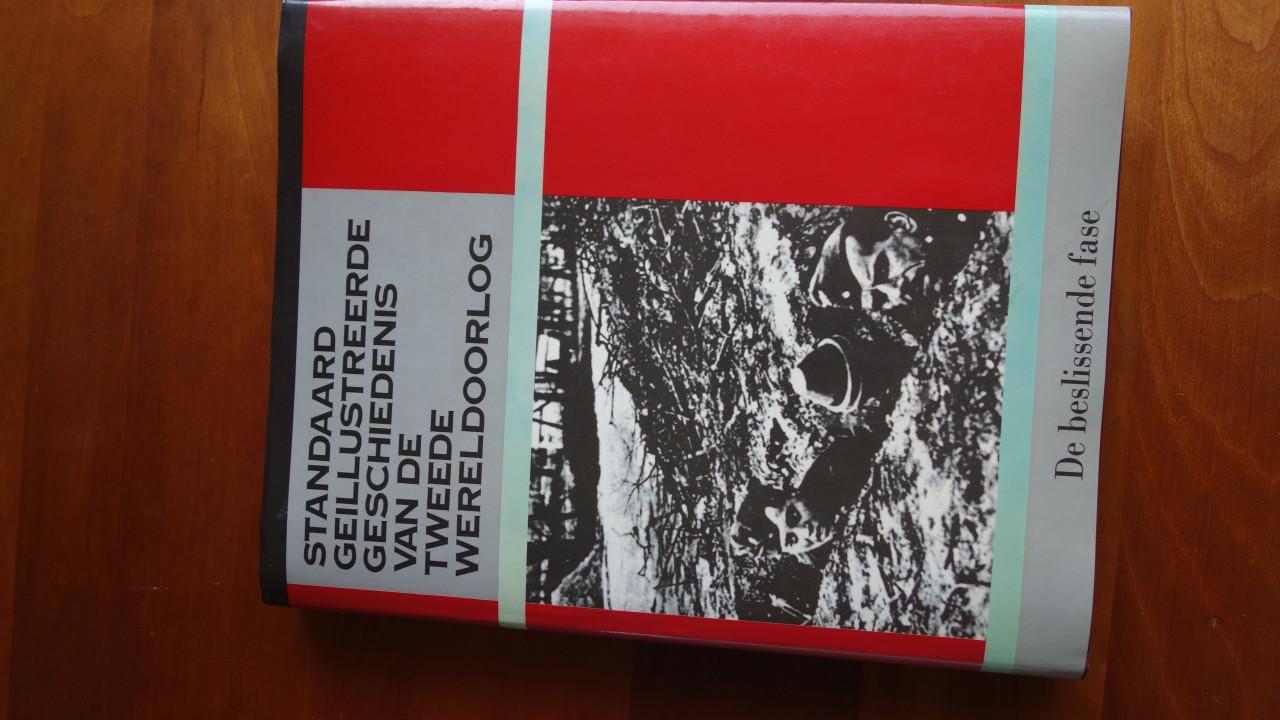 STANDAARD
GEILLUSTREERDE
GESCHIEDENIS
VAN DE
TWEEDE
WERELDOORLOG
De beslissende fase